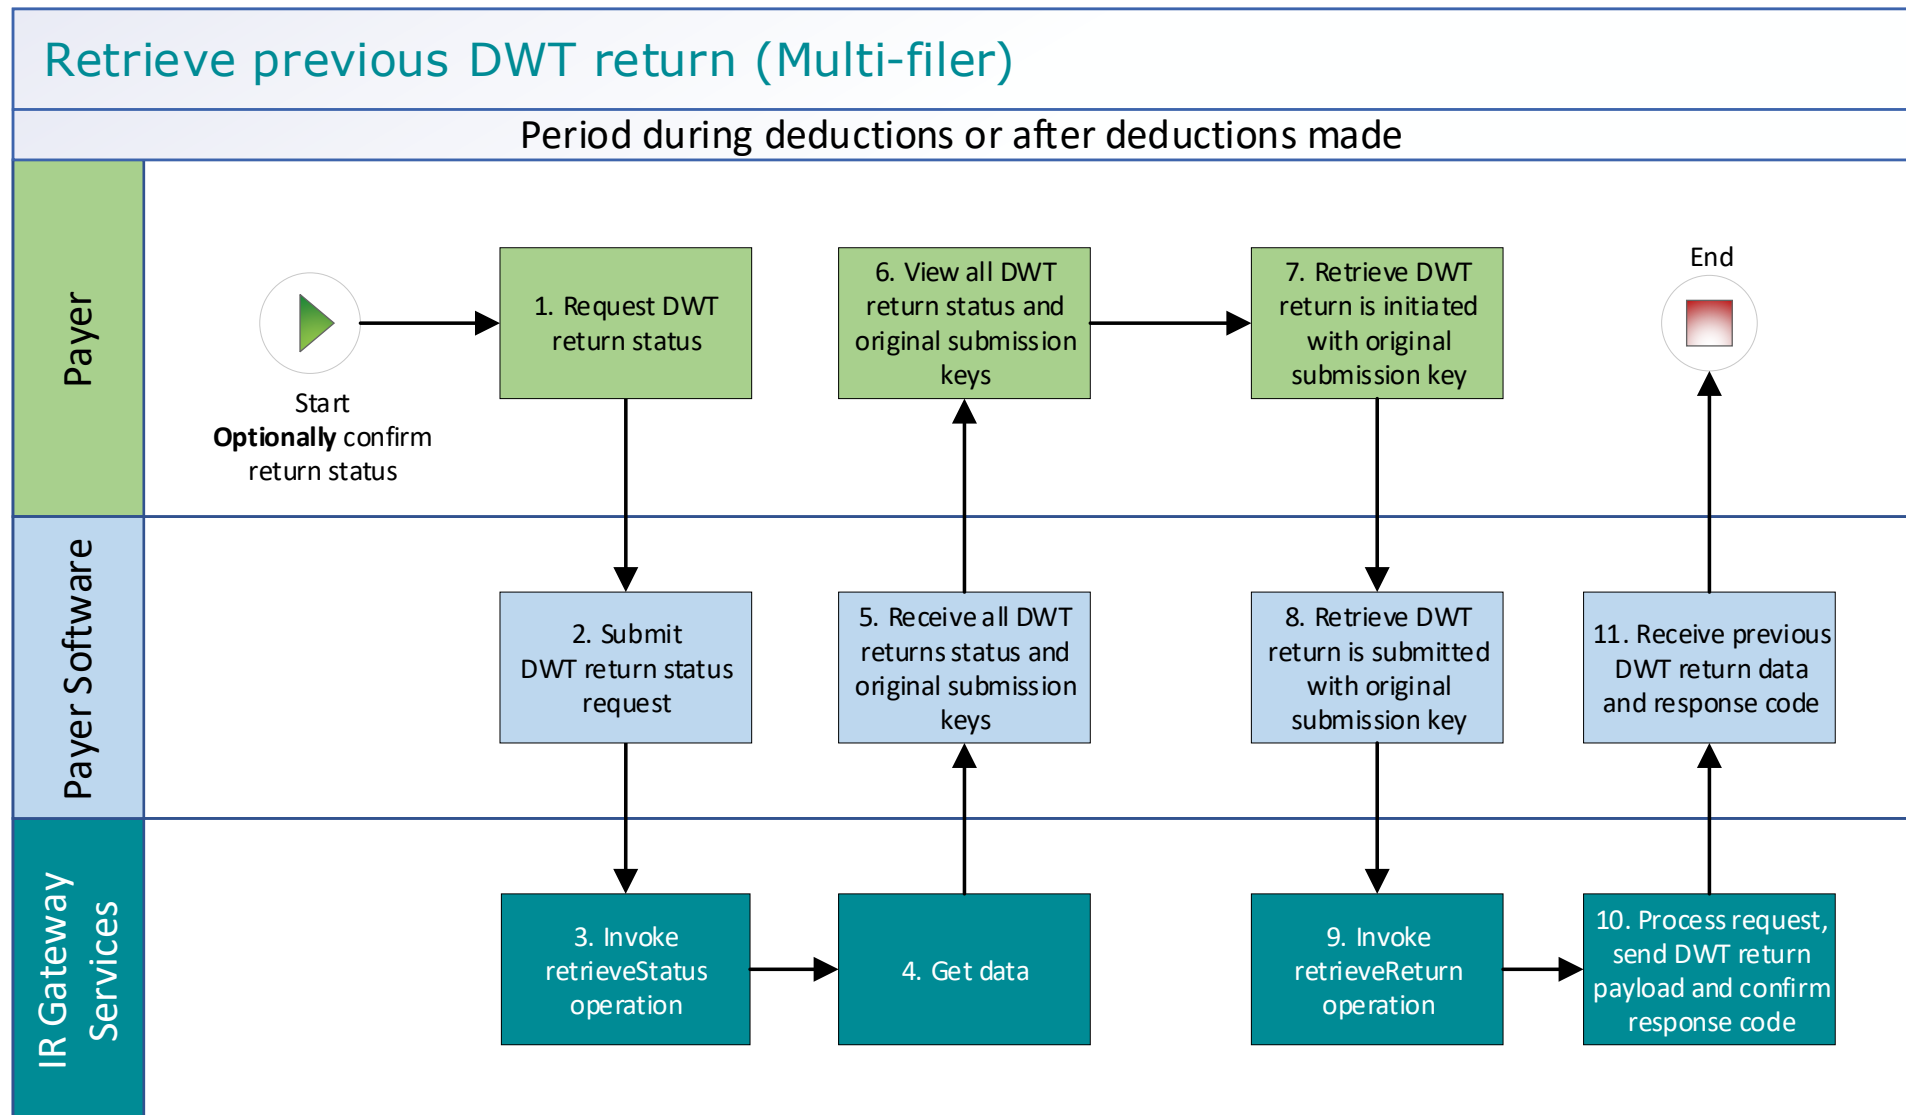 Retrieve previous DWT return (Multi-filer)
Period during deductions or after deductions made
Payer
Start
Optionally confirm
return status
1. Request DWT
return status
6. View all DWT
return status and
original submission
keys
7. Retrieve DWT
return is initiated
with original
submission key
End
Payer Software
2. Submit
DWT return status
request
5. Receive all DWT
returns status and
original submission
keys
8. Retrieve DWT
return is submitted
with original
submission key
11. Receive previous
DWT return data
and response code
IR Gateway
Services
3. Invoke
retrieveStatus
operation
4. Get data
9. Invoke
retrieveReturn
operation
10. Process request,
send DWT return
payload and confirm
response code